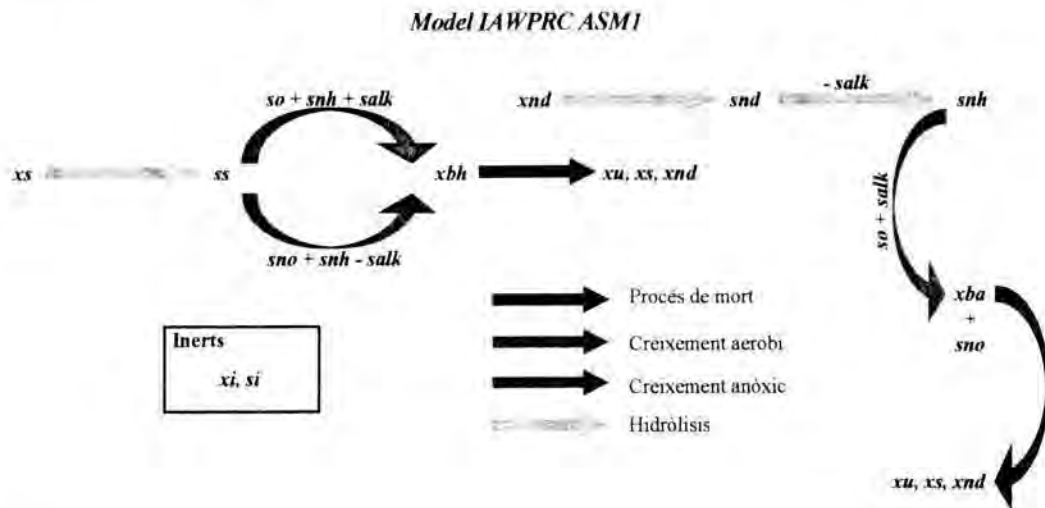 Model IAWPRC ASM1
so + snh + salk
xnd
snd
- salk
snh
xs
ss
xbh
xu, xs, xnd
so + salk
sno + snh - salk
Procés de mort
xba
+
sno
Inerts
xi, si
Creixement aerobi
Creixement anòxic
Hidròlisis
xu, xs, xnd